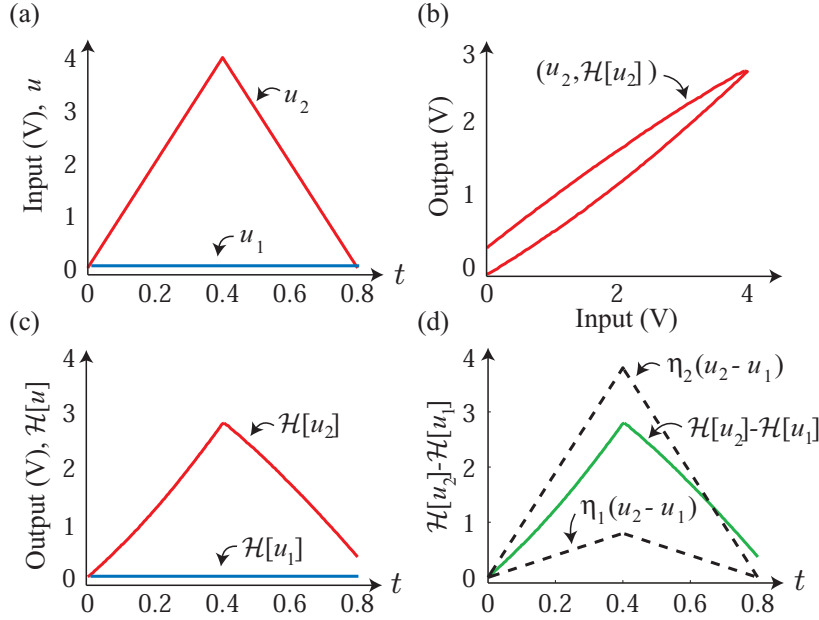 (a)
Input (V), u
4
3
2
1
0
u₂
u₁
0 0.2 0.4 0.6 0.8 t
(b)
Output (V)
3
2
1
0
(u₂,ℋ[u₂])
0 2 4
Input (V)
(c)
Output (V), ℋ[u]
4
3
2
1
0
ℋ[u₂]
ℋ[u₁]
0 0.2 0.4 0.6 0.8 t
(d)
ℋ[u₂]-ℋ[u₁]
4
3
2
1
0
η₂(u₂- u₁)
ℋ[u₂]-ℋ[u₁]
η₁(u₂- u₁)
0 0.2 0.4 0.6 0.8 t